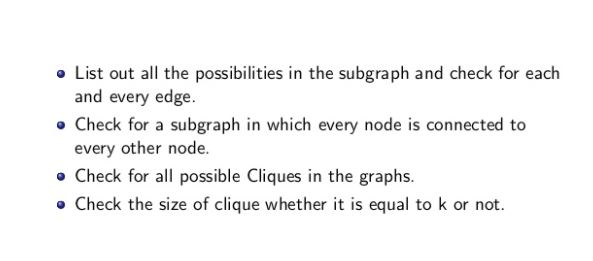 List out all the possibilities in the subgraph and check for each
and every edge.
Check for a subgraph in which every node is connected to
every other node.
Check for all possible Cliques in the graphs.
Check the size of clique whether it is equal to k or not.